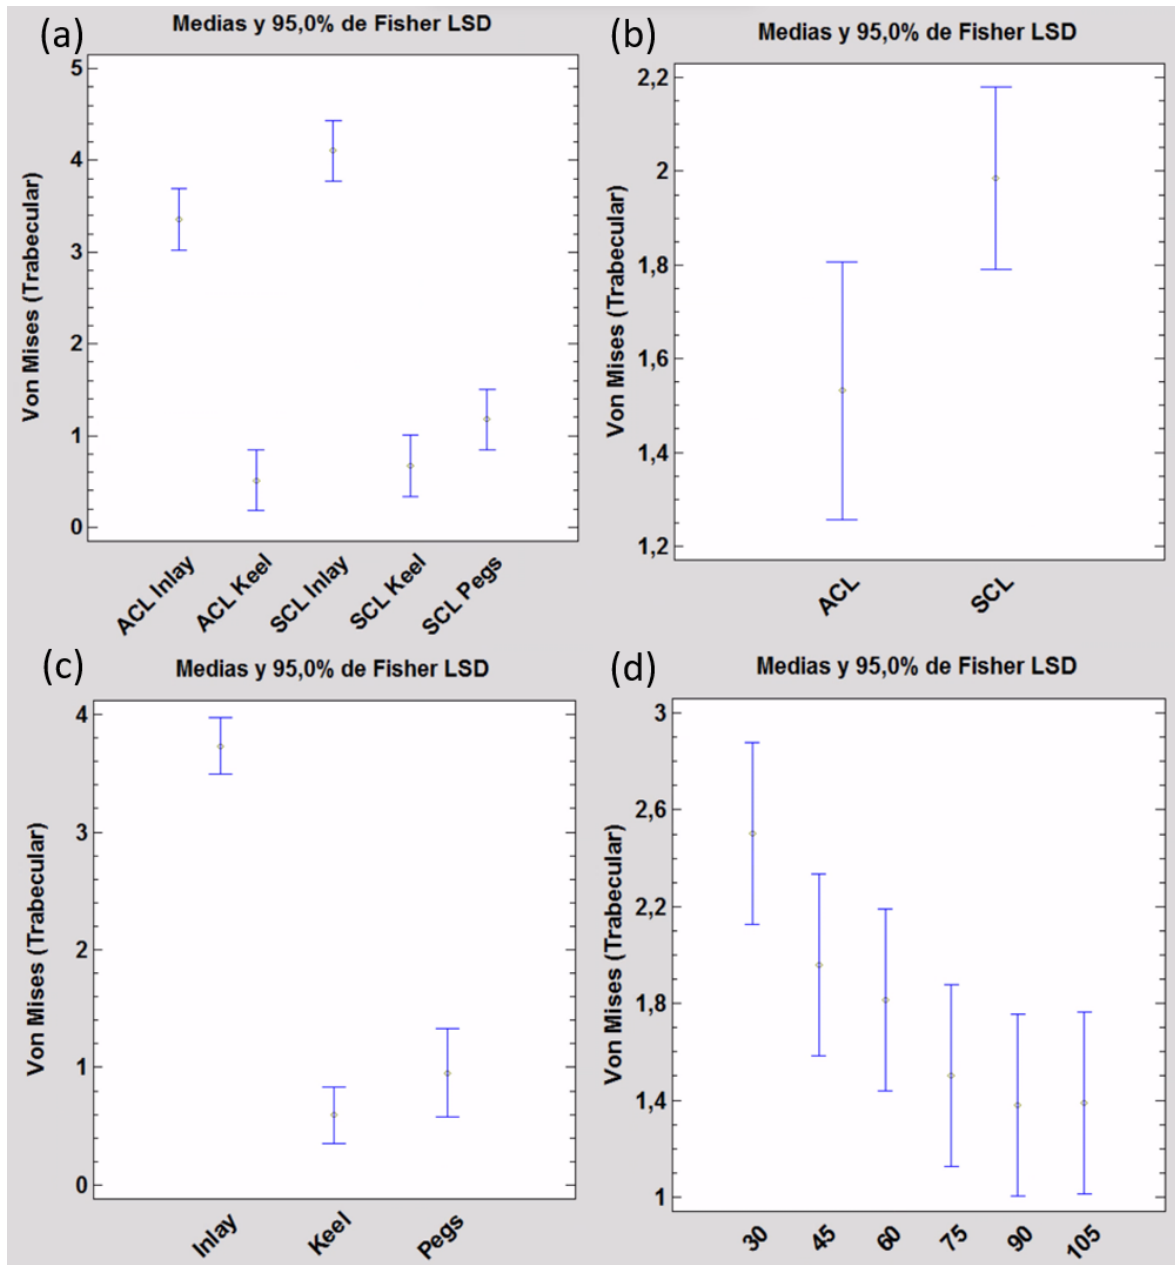 (a)
Medias y 95,0% de Fisher LSD
Von Mises (Trabecular)
5
4
3
2
1
0
ACL Inlay
ACL Keel
SCL Inlay
SCL Keel
SCL Pegs
(b)
Medias y 95,0% de Fisher LSD
Von Mises (Trabecular)
2,2
2
1,8
1,6
1,4
1,2
ACL
SCL
(c)
Medias y 95,0% de Fisher LSD
Von Mises (Trabecular)
4
3
2
1
0
Inlay
Keel
Pegs
(d)
Medias y 95,0% de Fisher LSD
Von Mises (Trabecular)
3
2,6
2,2
1,8
1,4
1
30
45
60
75
90
105